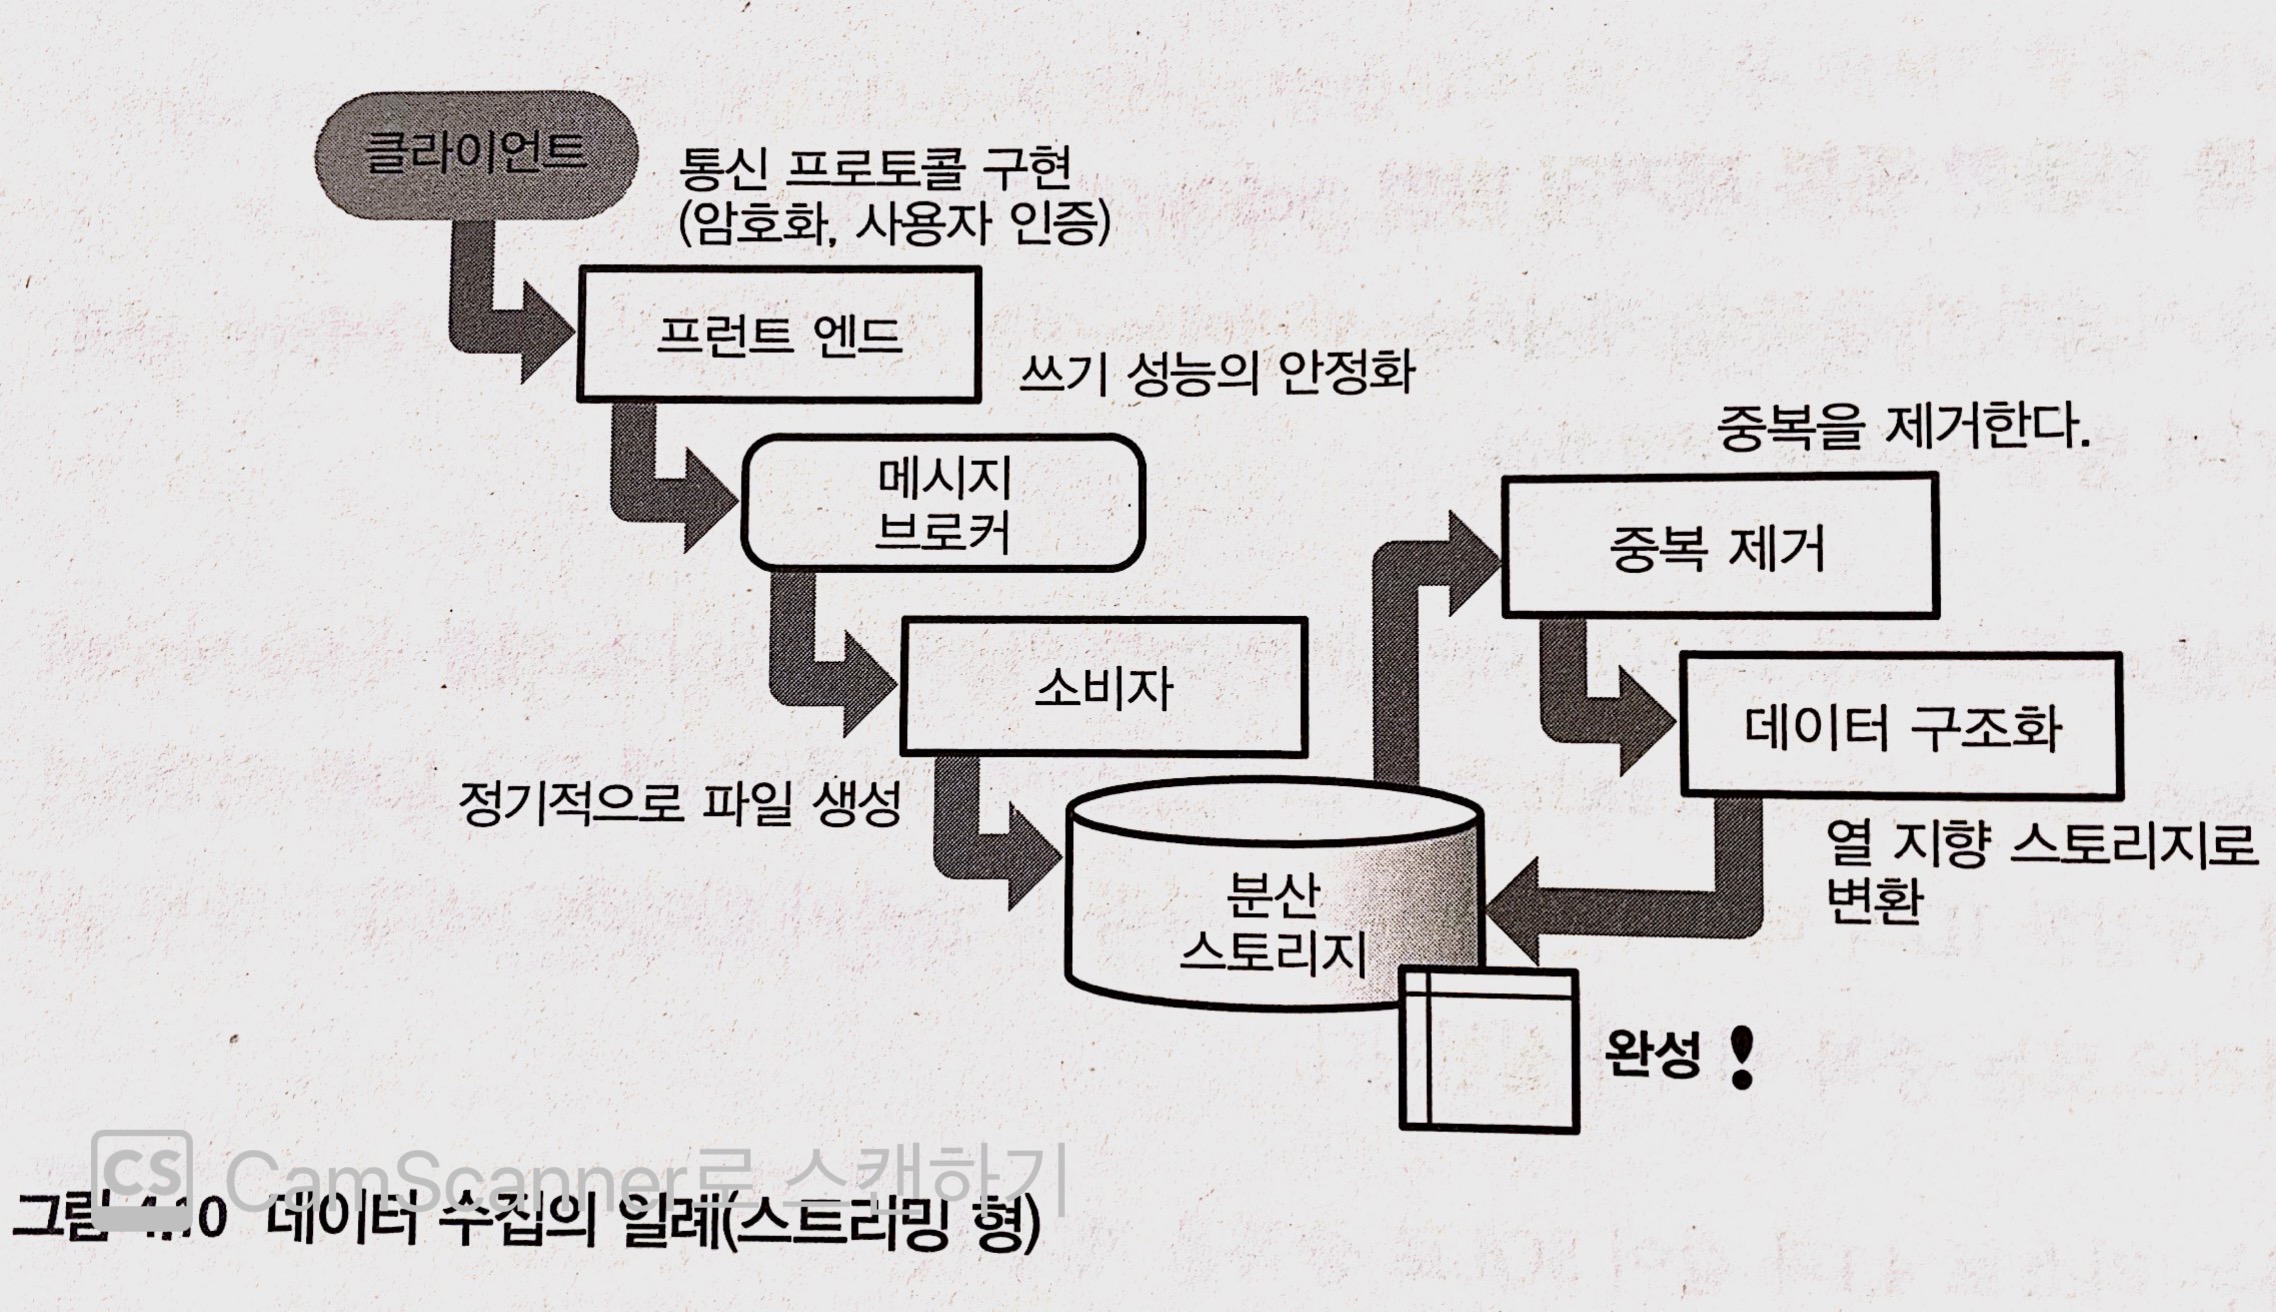 클라이언트
통신 프로토콜 구현
(암호화, 사용자 인증)
프런트 엔드
쓰기 성능의 안정화
메시지
브로커
소비자
정기적으로 파일 생성
분산
스토리지
중복을 제거한다.
중복 제거
데이터 구조화
열 지향 스토리지로
변환
완성 !
CS CamScanner로 스캔하기
그림 4.10 데이터 수집의 일례(스트리밍 형)